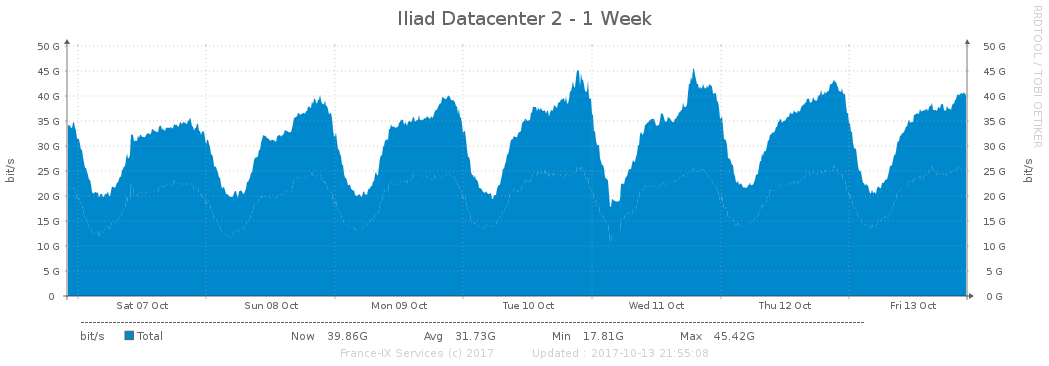 Iliad Datacenter 2 - 1 Week
RRDTOOL / TOBI OETIKER
50 G 50 G
45 G 45 G
40 G 40 G
35 G 35 G
30 G 30 G
25 G 25 G
20 G 20 G
15 G 15 G
10 G 10 G
5 G 5 G
0 0 G
bit/s
bit/s
Sat 07 Oct Sun 08 Oct Mon 09 Oct Tue 10 Oct Wed 11 Oct Thu 12 Oct Fri 13 Oct
bit/s Total Now 39.86G Avg 31.73G Min 17.81G Max 45.42G
France-IX Services (c) 2017 Updated : 2017-10-13 21:55:08